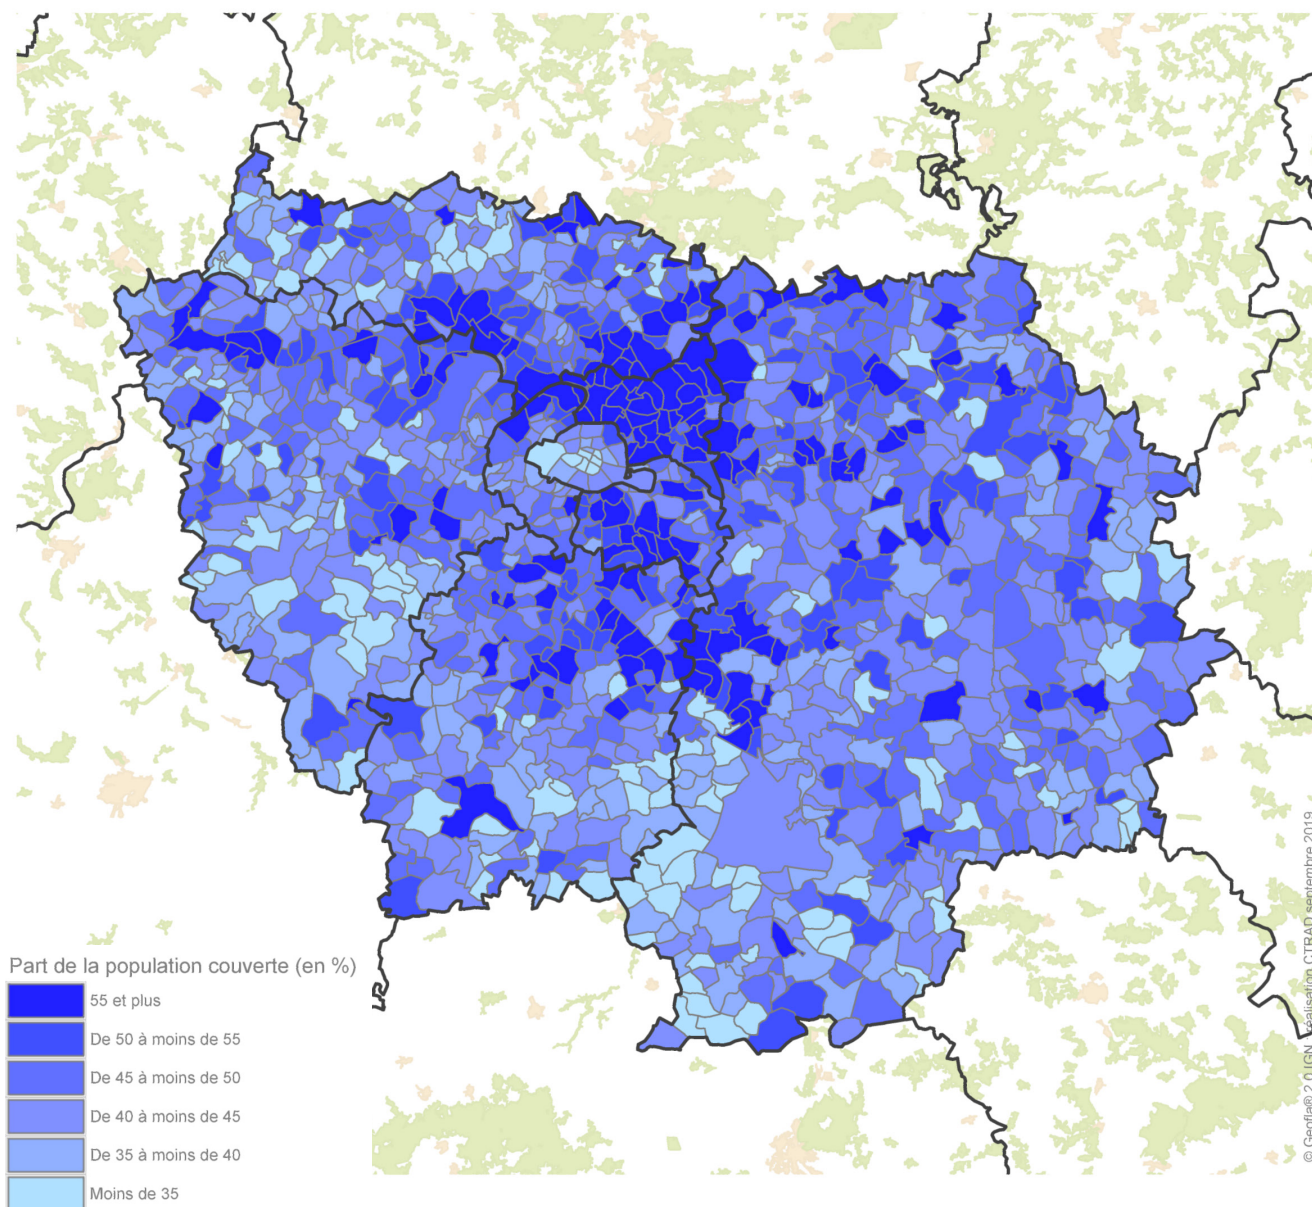 Part de la population couverte (en %)
55 et plus
De 50 à moins de 55
De 45 à moins de 50
De 40 à moins de 45
De 35 à moins de 40
Moins de 35
© Geofla® 2.0 IGN réalisation CTRAD septembre 2019